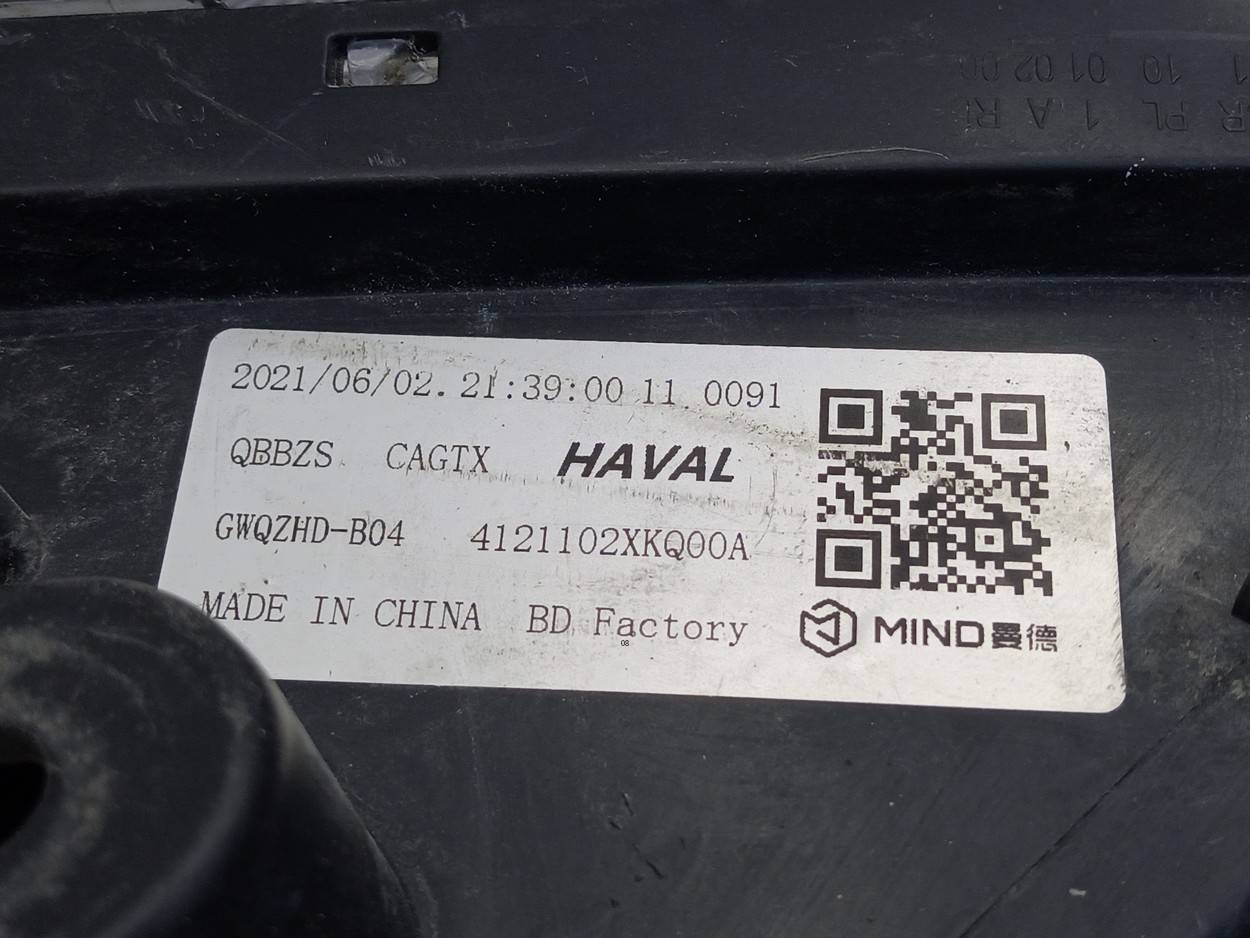 2021/06/02.21:39:00 11 0091
QBBZS CAGTX HAVAL
GWQZHD-B04 4121102XKQ00A
MADE IN CHINA BD Factory
08
MIND曼德